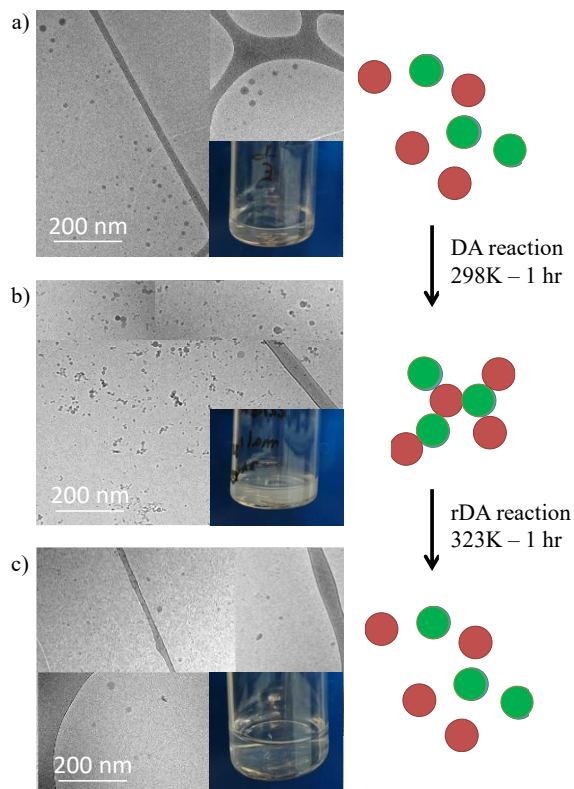 a)
200 nm
DA reaction
298K – 1 hr
b)
200 nm
rDA reaction
323K – 1 hr
c)
200 nm